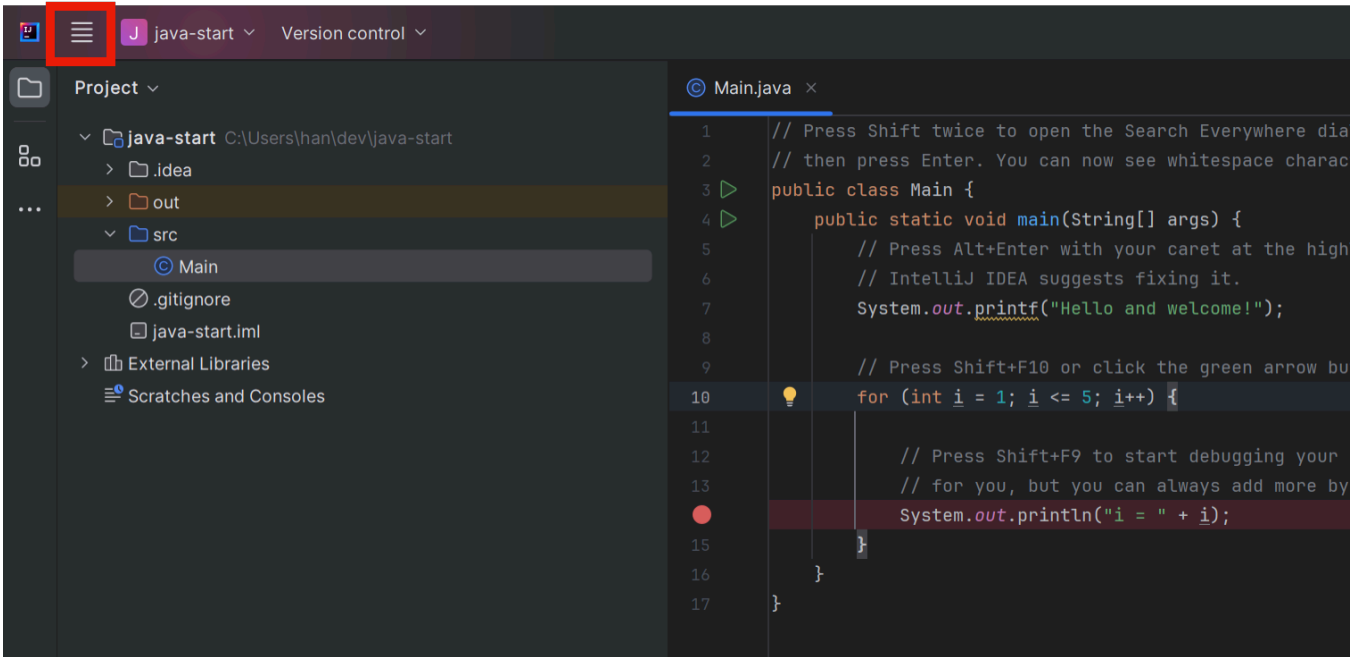 IJ
J java-start Version control
Project
java-start C:\Users\han\dev\java-start
.idea
out
src
Main
.gitignore
java-start.iml
External Libraries
Scratches and Consoles
Main.java
1 // Press Shift twice to open the Search Everywhere dia
2 // then press Enter. You can now see whitespace charac
3 public class Main {
4 public static void main(String[] args) {
5 // Press Alt+Enter with your caret at the high
6 // IntelliJ IDEA suggests fixing it.
7 System.out.printf("Hello and welcome!");
8
9 // Press Shift+F10 or click the green arrow bu
10 for (int i = 1; i <= 5; i++) {
11
12 // Press Shift+F9 to start debugging your
13 // for you, but you can always add more by
System.out.println("i = " + i);
15 }
16 }
17 }